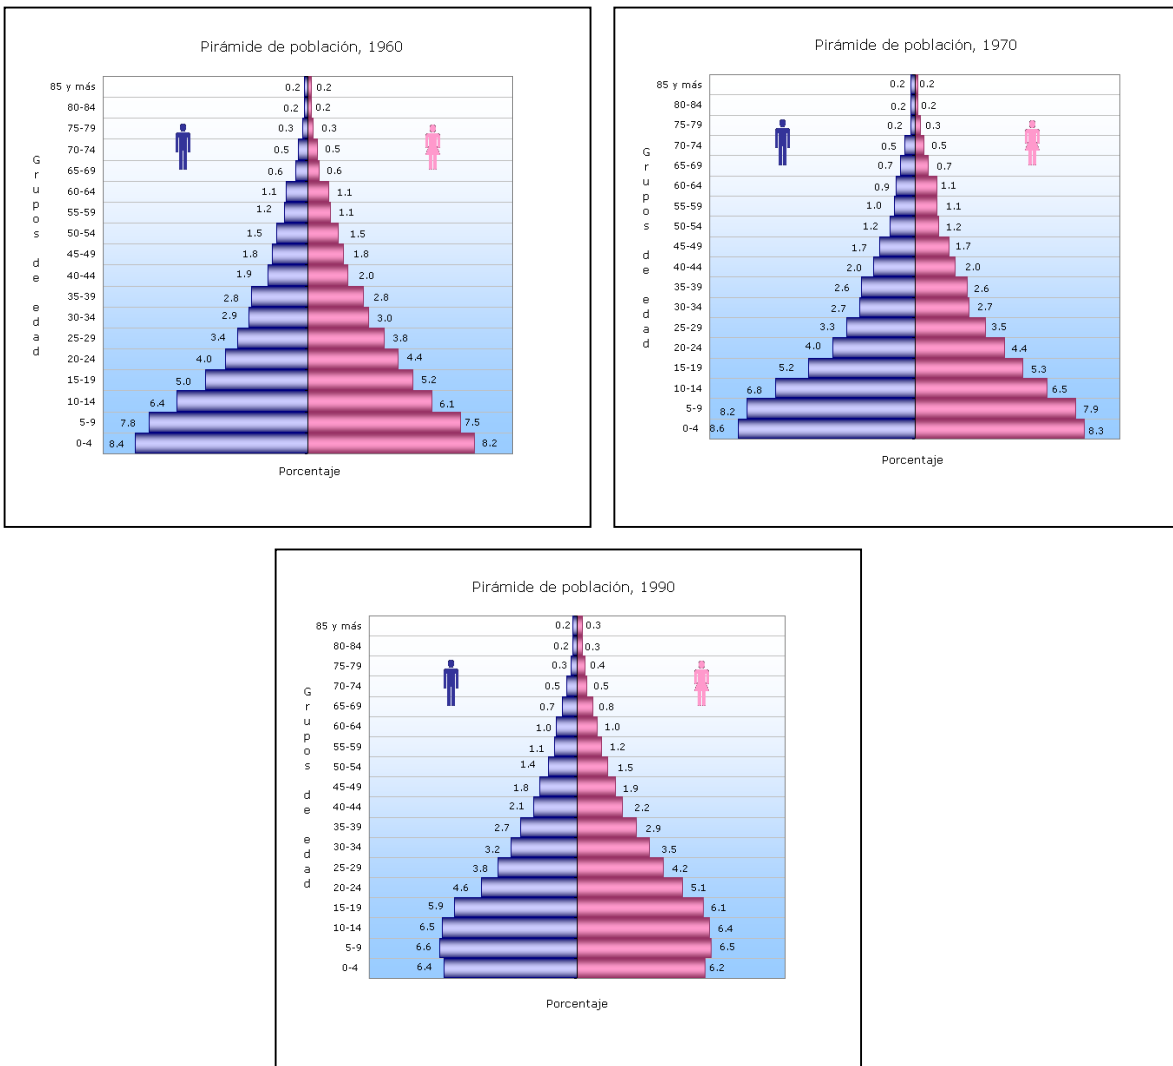 Pirámide de población, 1960
85 y más 0.2 0.2
80-84 0.2 0.2
75-79 0.3 0.3
70-74 0.5 0.5
65-69 0.6 0.6
60-64 1.1 1.1
55-59 1.2 1.1
50-54 1.5 1.5
45-49 1.8 1.8
40-44 1.9 2.0
35-39 2.8 2.8
30-34 2.9 3.0
25-29 3.4 3.8
20-24 4.0 4.4
15-19 5.0 5.2
10-14 6.4 6.1
5-9 7.8 7.5
0-4 8.4 8.2
Grupos de edad
Porcentaje
Pirámide de población, 1970
85 y más 0.2 0.2
80-84 0.2 0.2
75-79 0.2 0.3
70-74 0.5 0.5
65-69 0.7 0.7
60-64 0.9 1.1
55-59 1.0 1.1
50-54 1.2 1.2
45-49 1.7 1.7
40-44 2.0 2.0
35-39 2.6 2.6
30-34 2.7 2.7
25-29 3.3 3.5
20-24 4.0 4.4
15-19 5.2 5.3
10-14 6.8 6.5
5-9 8.2 7.9
0-4 8.6 8.3
Grupos de edad
Porcentaje
Pirámide de población, 1990
85 y más 0.2 0.3
80-84 0.2 0.3
75-79 0.3 0.4
70-74 0.5 0.5
65-69 0.7 0.8
60-64 1.0 1.0
55-59 1.1 1.2
50-54 1.4 1.5
45-49 1.8 1.9
40-44 2.1 2.2
35-39 2.7 2.9
30-34 3.2 3.5
25-29 3.8 4.2
20-24 4.6 5.1
15-19 5.9 6.1
10-14 6.5 6.4
5-9 6.6 6.5
0-4 6.4 6.2
Grupos de edad
Porcentaje